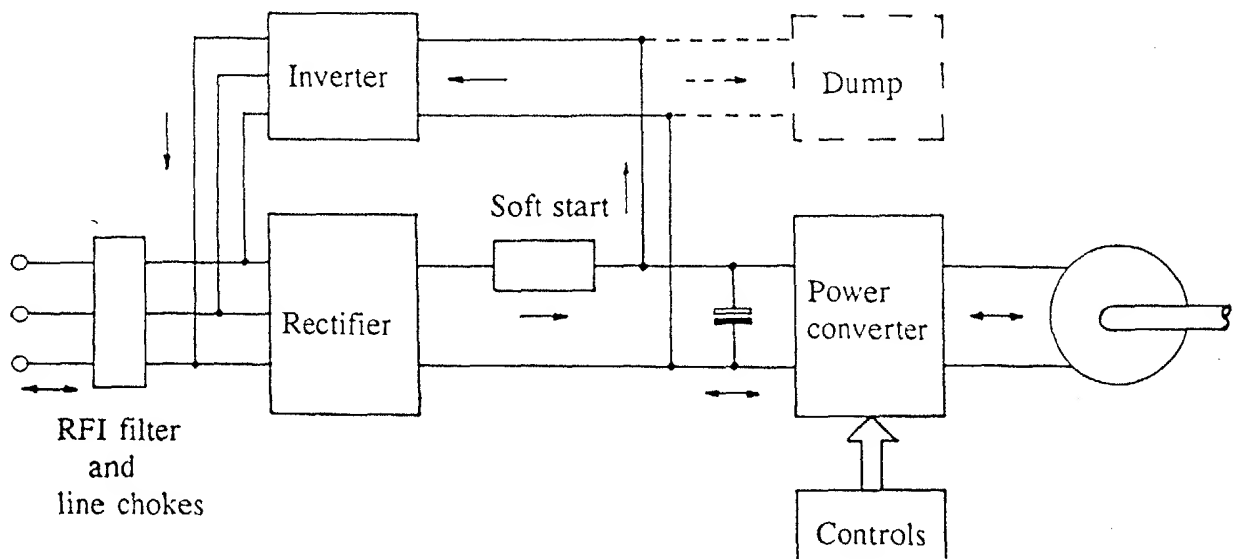 Inverter
Dump
Soft start
Rectifier
Power
converter
RFI filter
and
line chokes
Controls